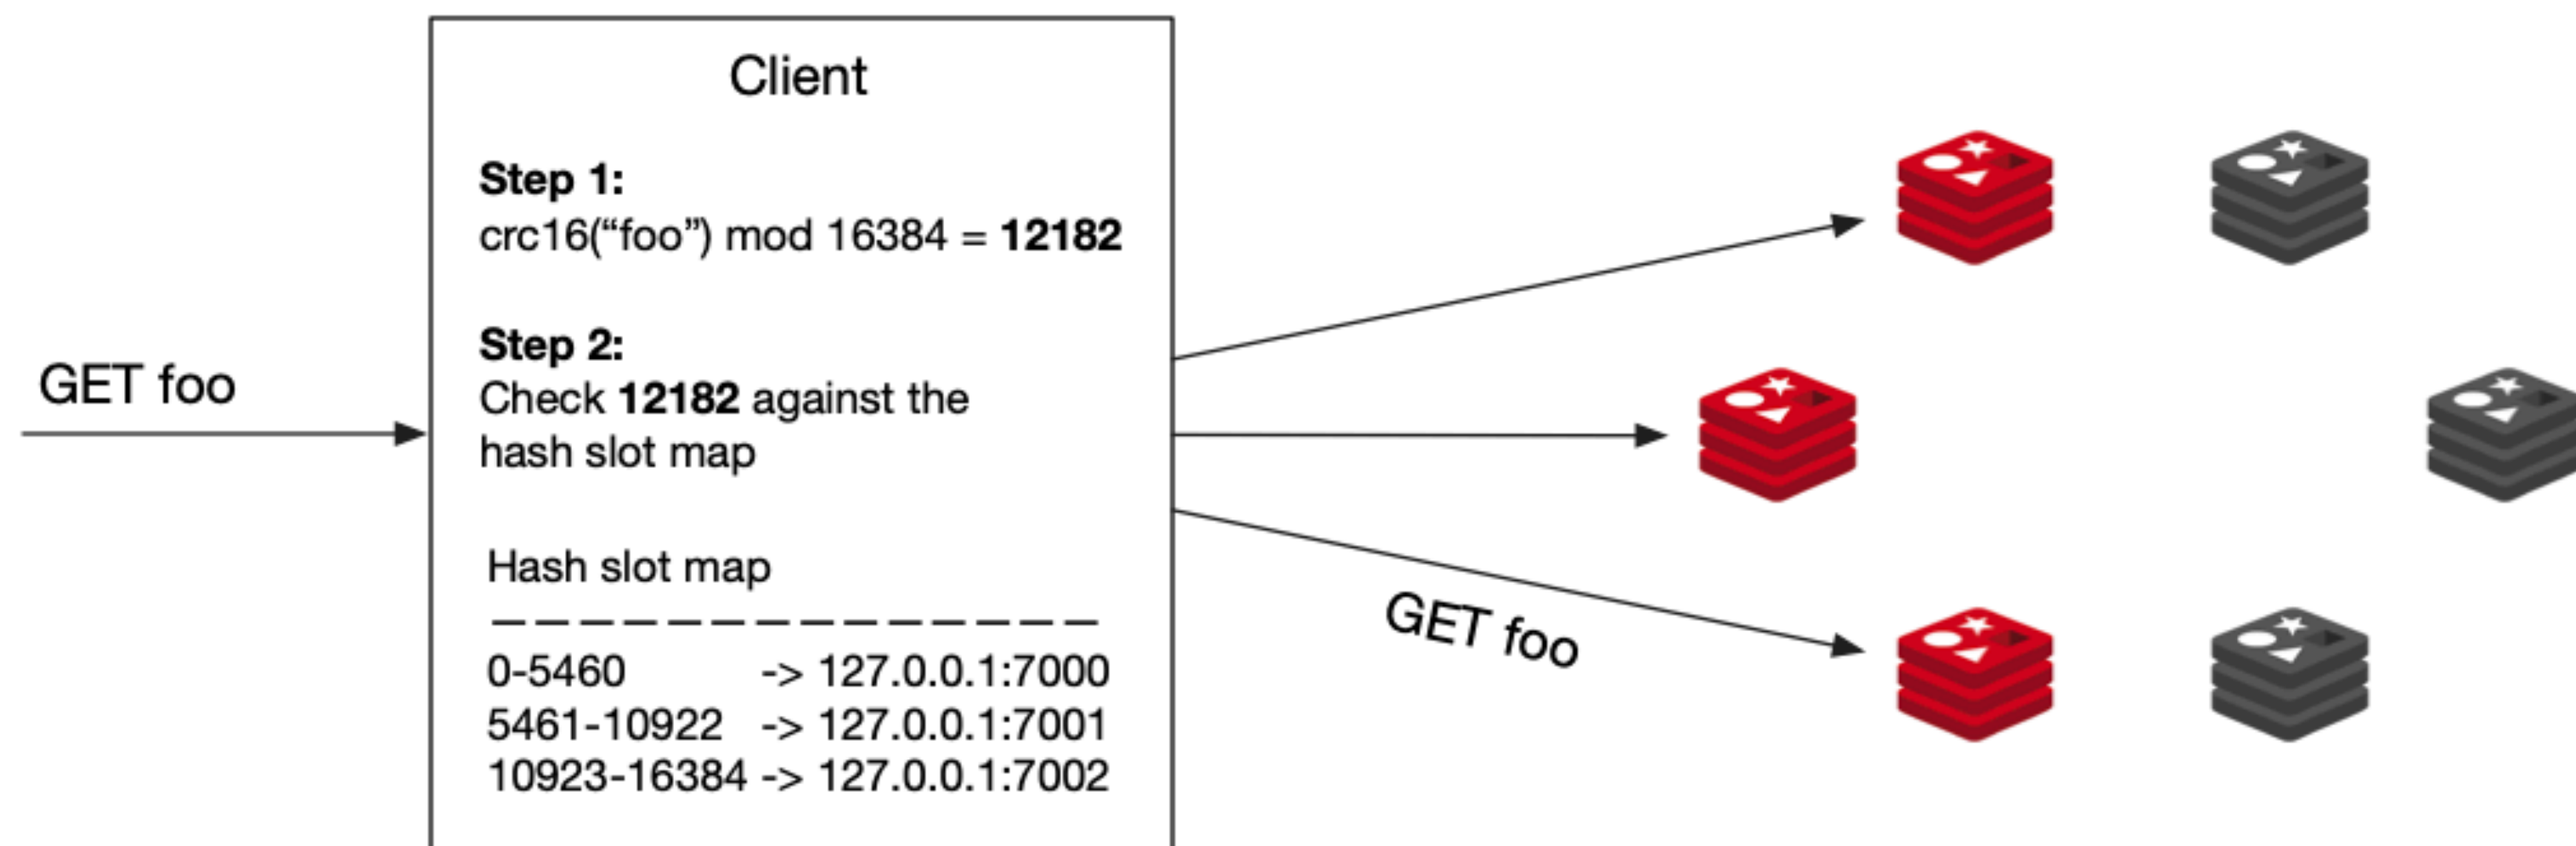 Client
Step 1:
crc16(“foo”) mod 16384 = 12182
Step 2:
Check 12182 against the
hash slot map
GET foo
Hash slot map
0-5460 -> 127.0.0.1:7000
5461-10922 -> 127.0.0.1:7001
10923-16384 -> 127.0.0.1:7002
GET foo